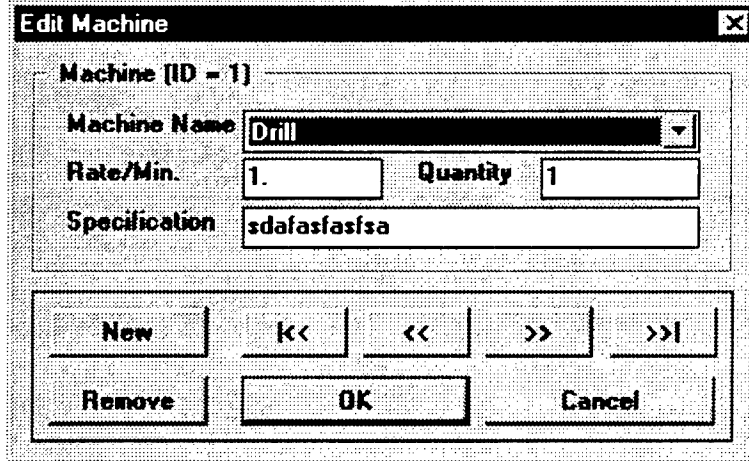 Edit Machine
Machine [ID = 1]
Machine Name Drill
Rate/Min. 1. Quantity 1
Specification sdafasfasfsa
New |<< << >> >>|
Remove OK Cancel